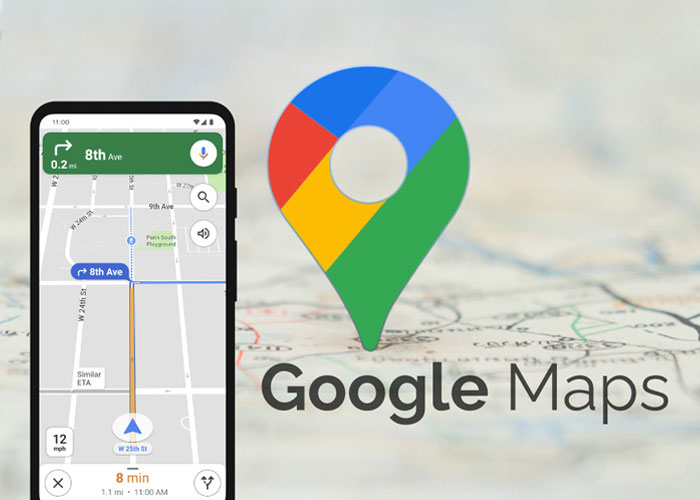 11:00
8th Ave
0.2 mi
9th Ave
W 24th St
Penn South
Playground
8th Ave
W 24th St
Similar
ETA
12
mph
W 25th St
8 min
1.1 mi • 11:00 AM
Google Maps